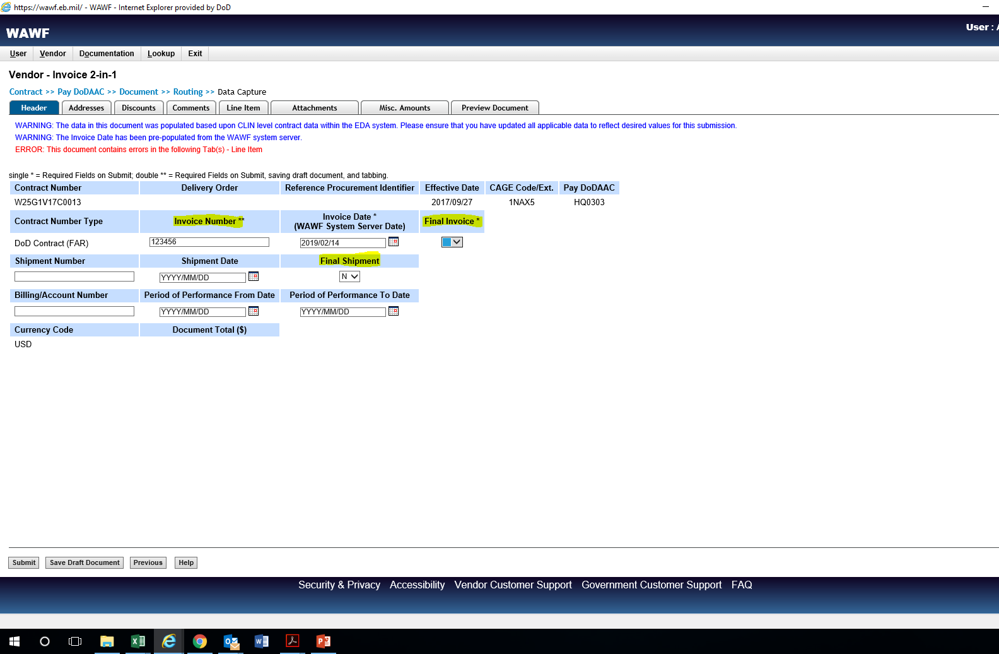 https://wawf.eb.mil/ - WAWF - Internet Explorer provided by DoD
WAWF
User :
User Vendor Documentation Lookup Exit
Vendor - Invoice 2-in-1
Contract >> Pay DoDAAC >> Document >> Routing >> Data Capture
Header Addresses Discounts Comments Line Item Attachments Misc. Amounts Preview Document
WARNING: The data in this document was populated based upon CLIN level contract data within the EDA system. Please ensure that you have updated all applicable data to reflect desired values for this submission.
WARNING: The Invoice Date has been pre-populated from the WAWF system server.
ERROR: This document contains errors in the following Tab(s) - Line Item
single * = Required Fields on Submit; double ** = Required Fields on Submit, saving draft document, and tabbing.
Contract Number Delivery Order Reference Procurement Identifier Effective Date CAGE Code/Ext. Pay DoDAAC
W25G1V17C0013 2017/09/27 1NAX5 HQ0303
Contract Number Type Invoice Number ** Invoice Date * Final Invoice *
(WAWF System Server Date)
DoD Contract (FAR) 123456 2019/02/14
Shipment Number Shipment Date Final Shipment
YYYY/MM/DD N
Billing/Account Number Period of Performance From Date Period of Performance To Date
YYYY/MM/DD YYYY/MM/DD
Currency Code Document Total ($)
USD
Submit Save Draft Document Previous Help
Security & Privacy Accessibility Vendor Customer Support Government Customer Support FAQ